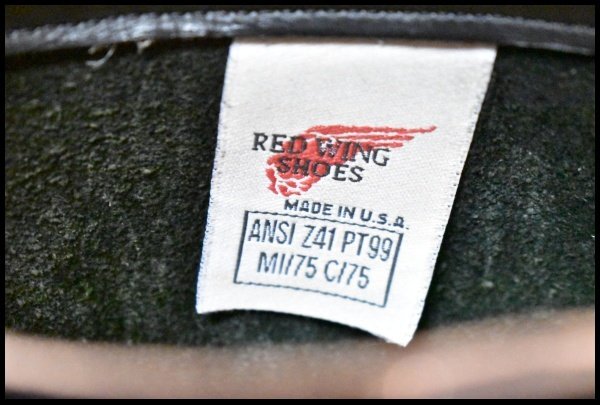 RED WING
SHOES
MADE IN U.S.A.
ANSI Z41 PT99
MI/75 C/75